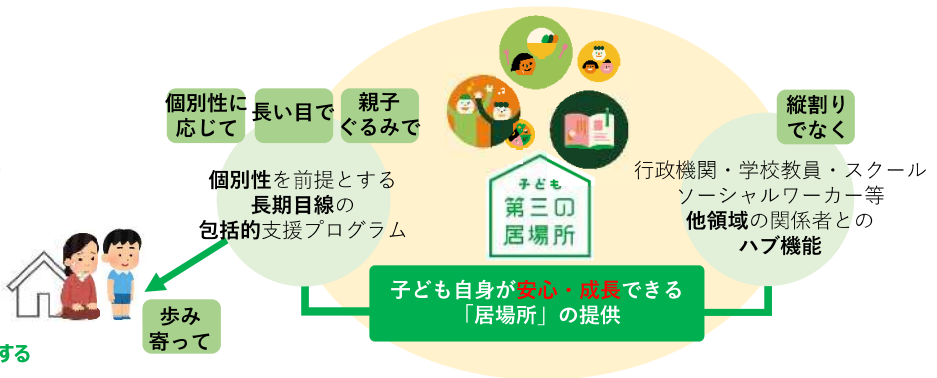 個別性に
応じて
長い目で
親子
ぐるみで
縦割り
でなく
個別性を前提とする
長期目線の
包括的支援プログラム
子ども
第三の
居場所
行政機関・学校教員・スクール
ソーシャルワーカー等
他領域の関係者との
ハブ機能
子ども自身が安心・成長できる
「居場所」の提供
歩み
寄って
する